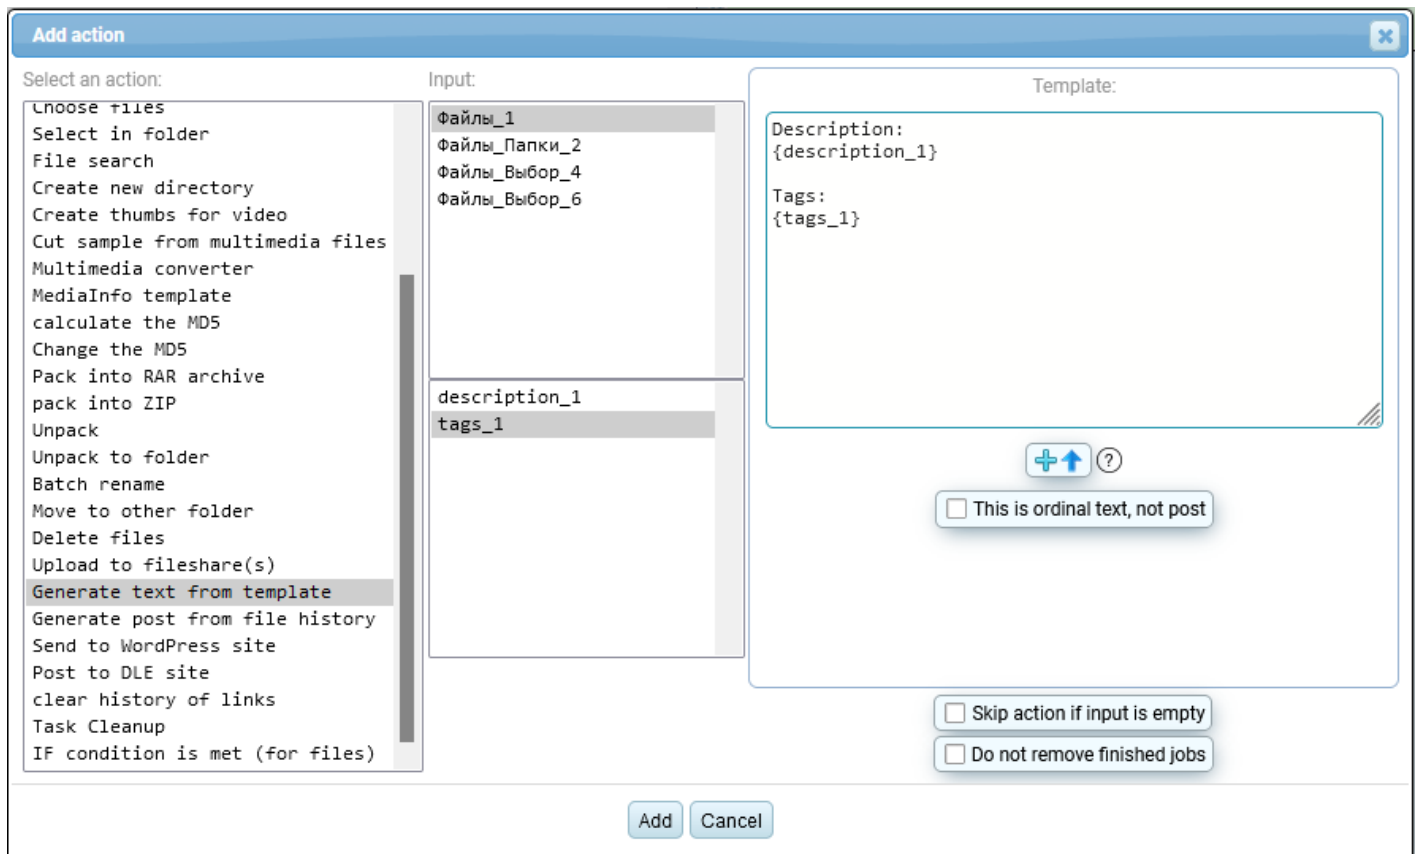 Add action
Select an action:
Choose files
Select in folder
File search
Create new directory
Create thumbs for video
Cut sample from multimedia files
Multimedia converter
MediaInfo template
calculate the MD5
Change the MD5
Pack into RAR archive
pack into ZIP
Unpack
Unpack to folder
Batch rename
Move to other folder
Delete files
Upload to fileshare(s)
Generate text from template
Generate post from file history
Send to WordPress site
Post to DLE site
clear history of links
Task Cleanup
IF condition is met (for files)
Input:
Файлы_1
Файлы_Папки_2
Файлы_Выбор_4
Файлы_Выбор_6
description_1
tags_1
Template:
Description:
{description_1}
Tags:
{tags_1}
?
This is ordinal text, not post
Skip action if input is empty
Do not remove finished jobs
Add
Cancel